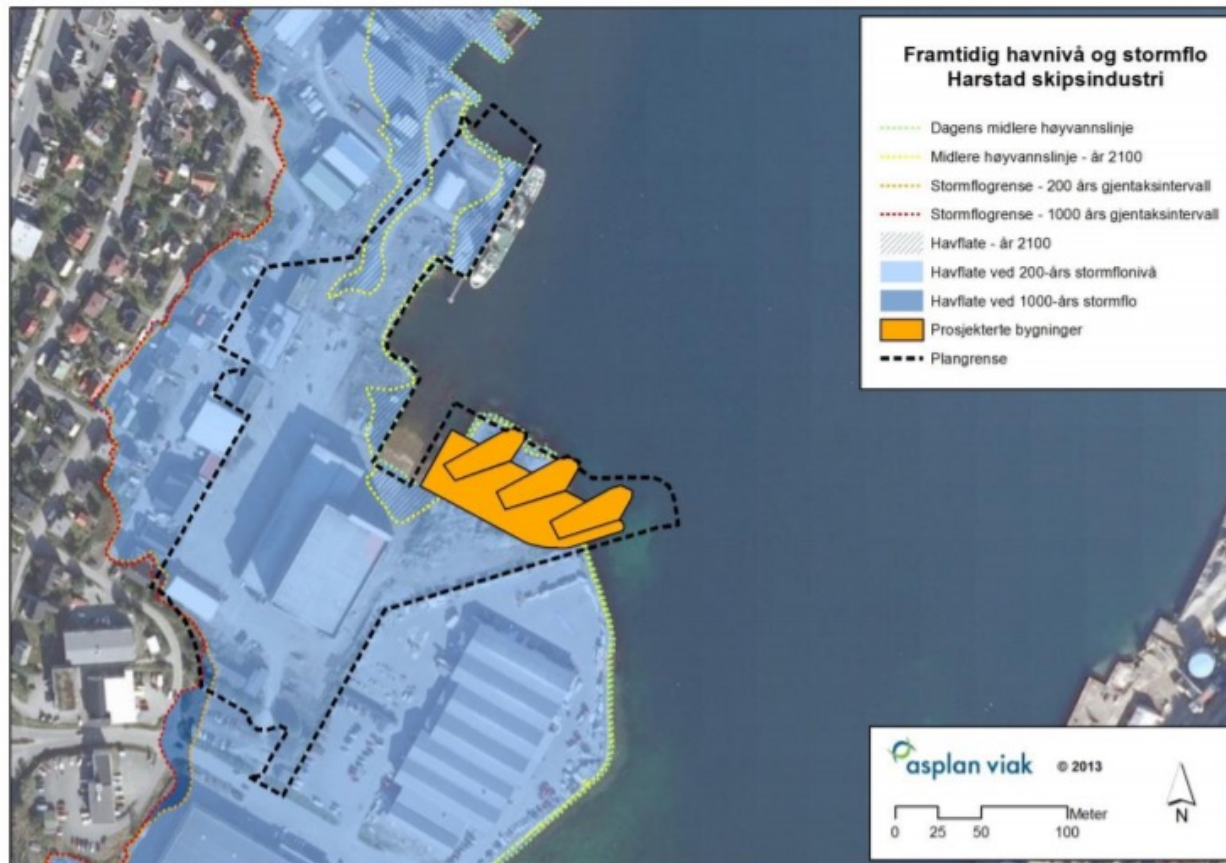 Framtidig havnivå og stormflo
Harstad skipsindustri
Dagens midlere høyvannslinje
Midlere høyvannslinje - år 2100
Stormflogrense - 200 års gjentaksintervall
Stormflogrense - 1000 års gjentaksintervall
Havflate - år 2100
Havflate ved 200-års stormflonivå
Havflate ved 1000-års stormflo
Prosjekterte bygninger
Plangrense
asplan viak © 2013
Meter
0 25 50 100
N